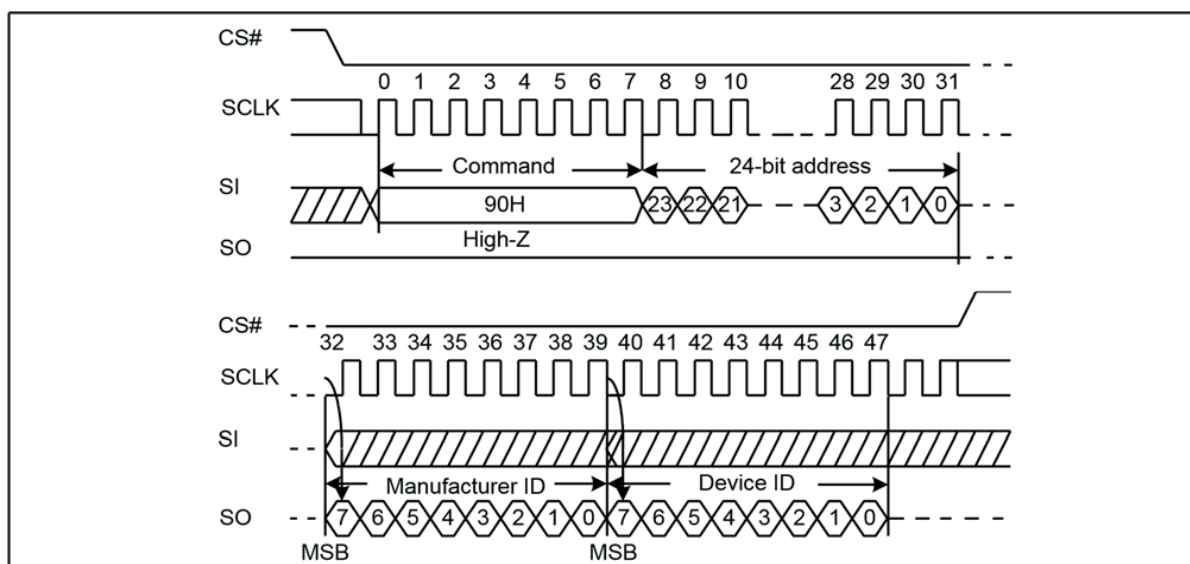 CS#
0 1 2 3 4 5 6 7 8 9 10 28 29 30 31
SCLK
Command 24-bit address
SI
90H 23 22 21 3 2 1 0
High-Z
SO
CS#
32 33 34 35 36 37 38 39 40 41 42 43 44 45 46 47
SCLK
SI
Manufacturer ID Device ID
SO 7 6 5 4 3 2 1 0 7 6 5 4 3 2 1 0
MSB MSB